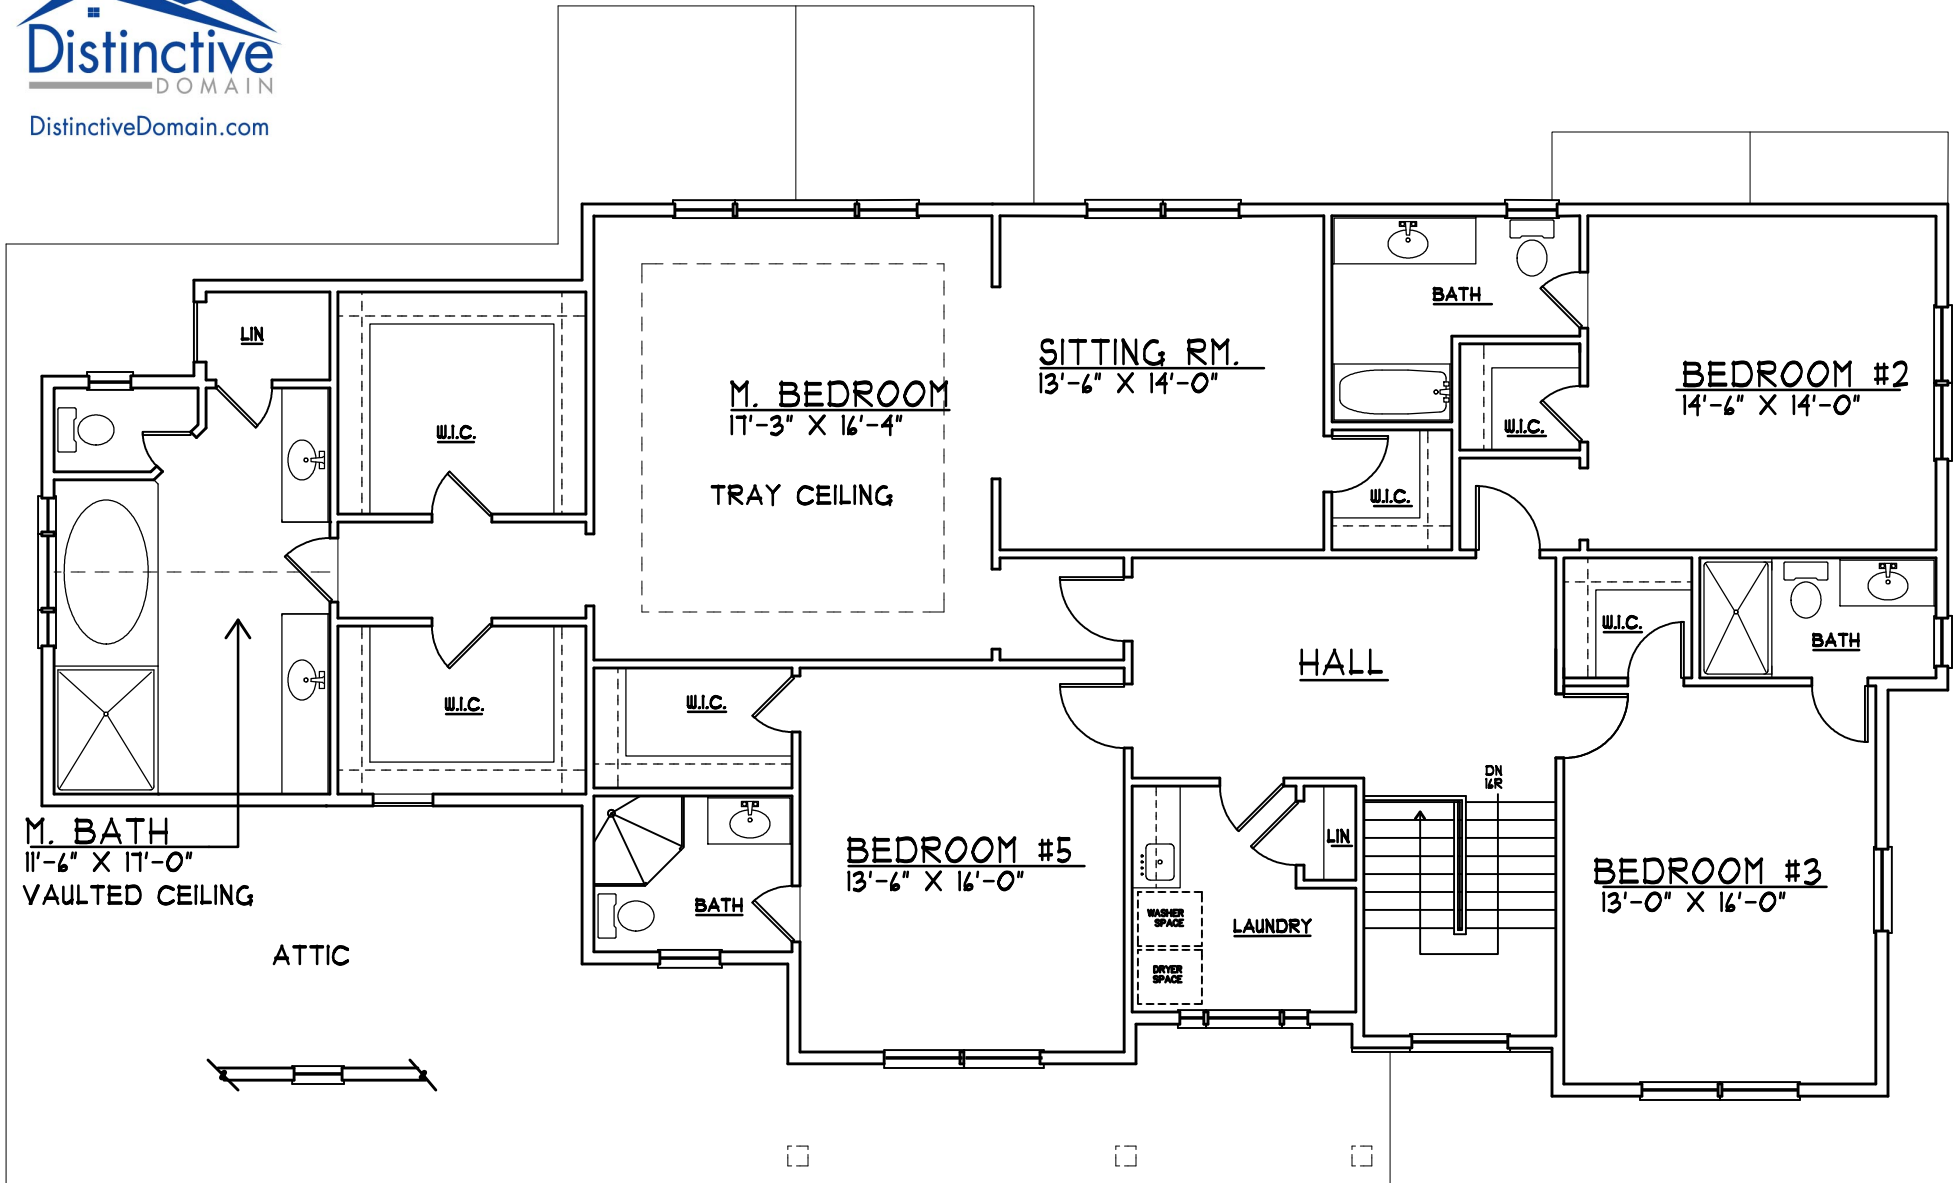 Distinctive
DOMAIN
DistinctiveDomain.com
LIN
W.I.C.
M. BEDROOM
17'-3" X 16'-4"
TRAY CEILING
SITTING RM.
13'-6" X 14'-0"
BATH
W.I.C.
W.I.C.
BEDROOM #2
14'-6" X 14'-0"
W.I.C.
BATH
HALL
W.I.C.
W.I.C.
M. BATH
11'-6" X 17'-0"
VAULTED CEILING
ATTIC
BATH
BEDROOM #5
13'-6" X 16'-0"
DN
16R
LIN
WASHER
SPACE
DRYER
SPACE
LAUNDRY
BEDROOM #3
13'-0" X 16'-0"